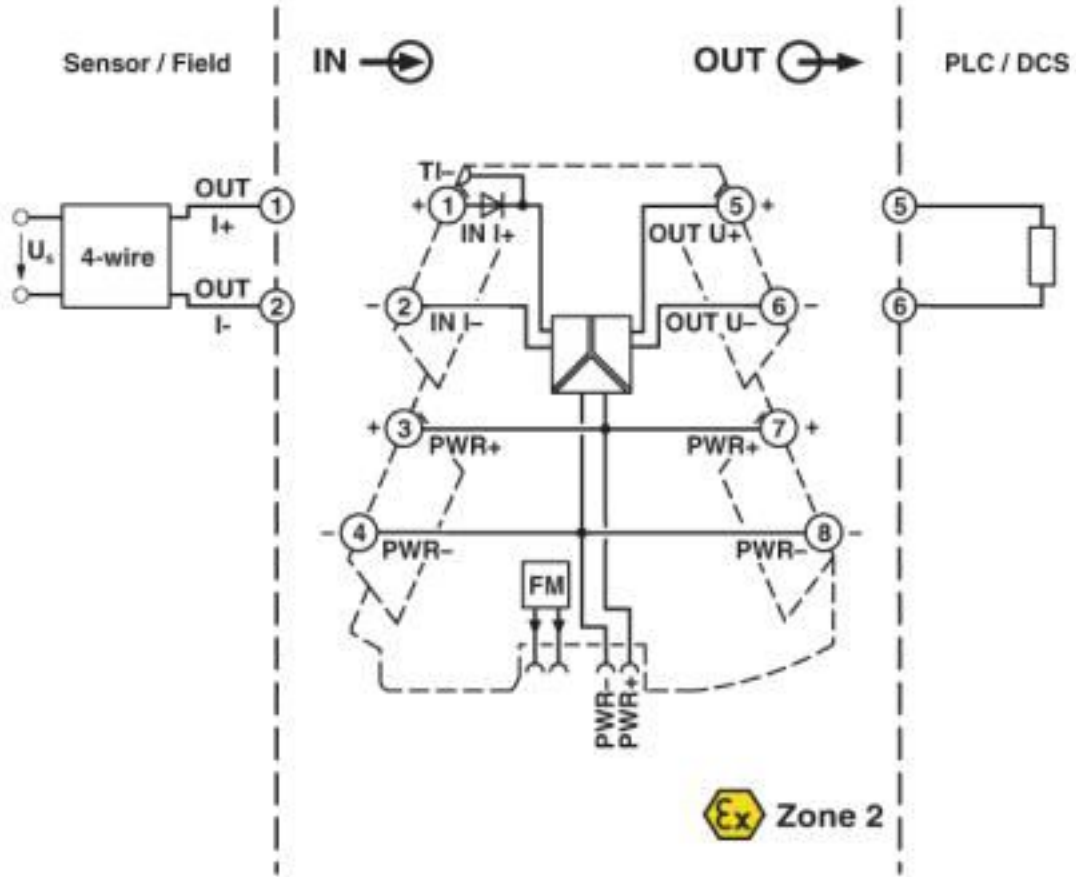 Sensor / Field
IN
OUT
PLC / DCS
TI–
OUT
1
I+
+ 1
IN I+
5 +
OUT U+
5
Us
4-wire
OUT
2
I-
– 2
IN I–
6 –
OUT U–
6
+ 3
PWR+
7 +
PWR+
– 4
PWR–
8 –
PWR–
FM
PWR–
PWR+
Ex Zone 2